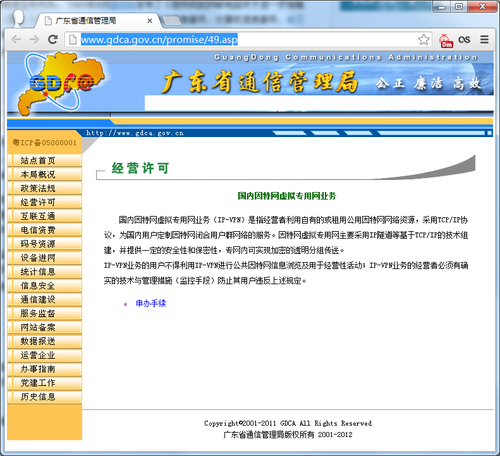 广东省通信管理局
www.gdca.gov.cn/promise/49.asp
GuangDong Communications Administration
GDCA
广东省通信管理局 公正 廉洁 高效
http://www.gdca.gov.cn
粤ICP备05000001
站点首页
本局概况
政策法规
经营许可
互联互通
电信资费
码号资源
设备进网
统计信息
信息安全
通信建设
服务监督
网站备案
数据报送
运营企业
办事指南
党建工作
历史信息
经营许可
国内因特网虚拟专用网业务
国内因特网虚拟专用网业务（IP-VPN）是指经营者利用自有的或租用公用因特网网络资源，采用TCP/IP协
议，为国内用户定制因特网闭合用户群网络的服务。因特网虚拟专用网主要采用IP隧道等基于TCP/IP的技术组
建，并提供一定的安全性和保密性，专网内可实现加密的透明分组传送。
IP-VPN业务的用户不得利用IP-VPN进行公共因特网信息浏览及用于经营性活动；IP-VPN业务的经营者必须有确
实的技术与管理措施（监控手段）防止其用户违反上述规定。
申办手续
Copyright©2001-2011 GDCA All Rights Reserved
广东省通信管理局版权所有 2001-2012